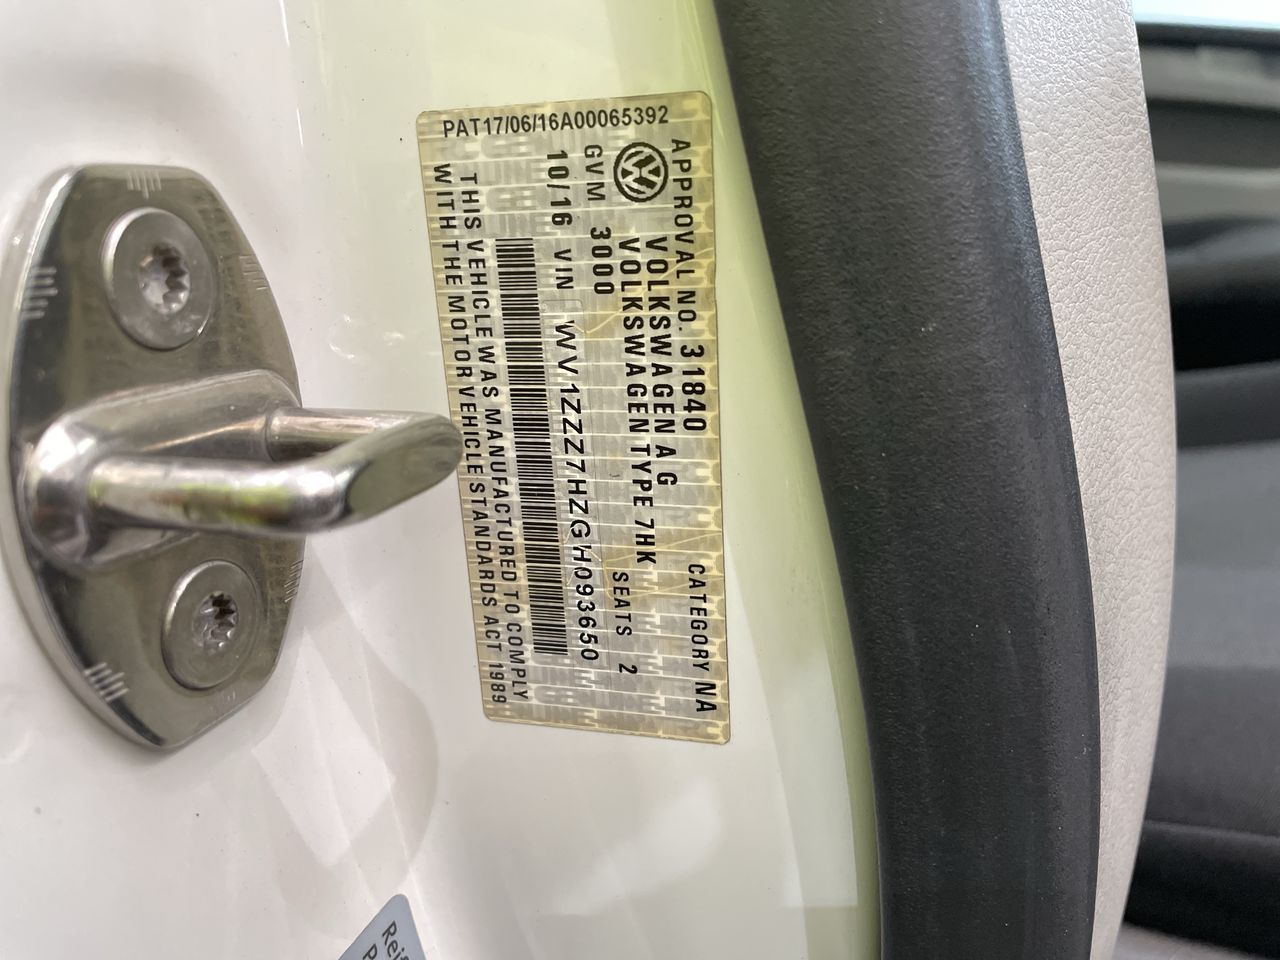 PAT17/06/16A00065392
APPROVAL NO. 31840 CATEGORY NA
VOLKSWAGEN AG
VOLKSWAGEN TYPE 7HK
GVM 3000 SEATS 2
10/16 VIN WV1ZZZ7HZGH093650
THIS VEHICLE WAS MANUFACTURED TO COMPLY
WITH THE MOTOR VEHICLE STANDARDS ACT 1989